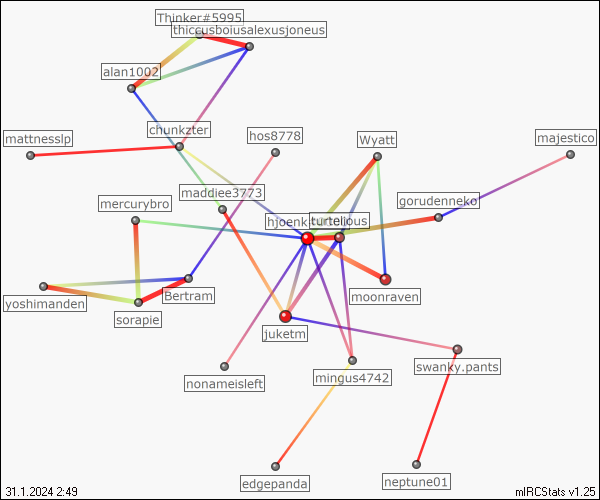 Thinker#5995
thiccusboiusalexusjoneus
alan1002
chunkzter
hos8778
Wyatt
majestico
mattnesslp
maddiee3773
mercurybro
gorudenneko
turtelious
moonraven
Bertram
yoshimanden
sorapie
juketm
swanky.pants
nonameisleft
mingus4742
edgepanda
neptune01
31.1.2024 2:49
mIRCStats v1.25